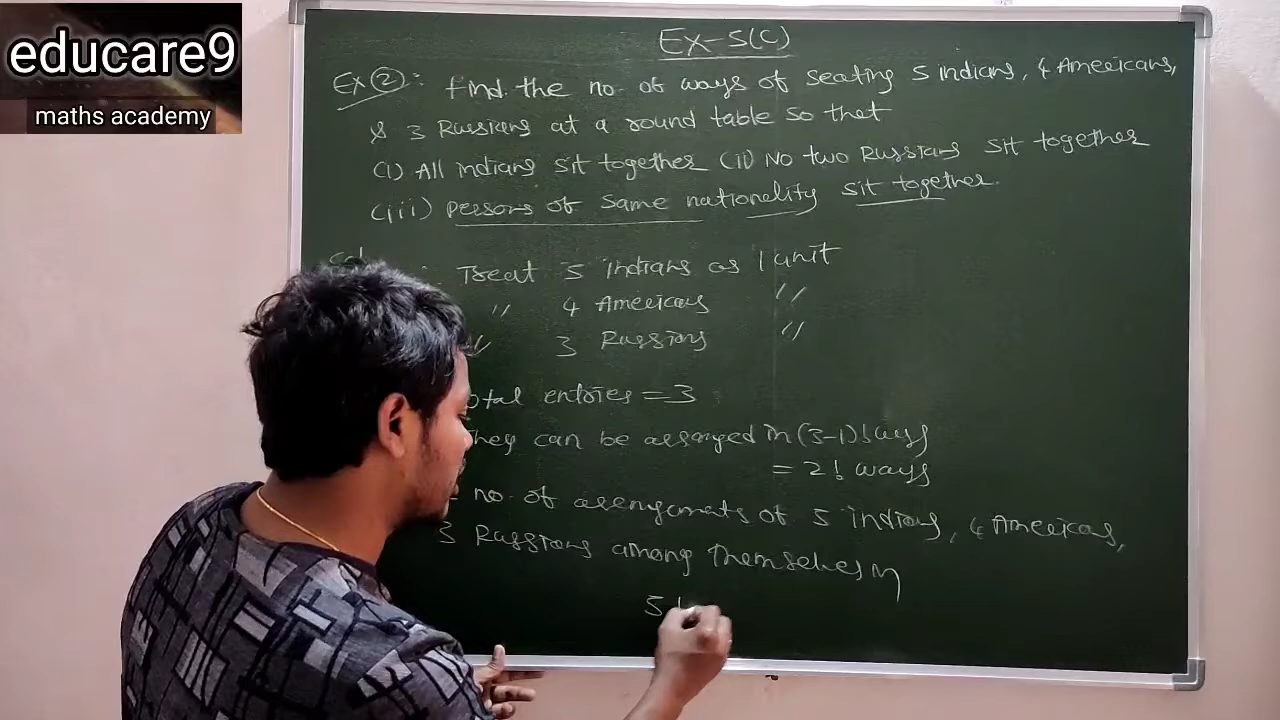 educare9
maths academy
Ex-5(C)
Ex ② : find the no. of ways of seating 5 indians, 4 Americans,
& 3 Russians at a round table so that
(i) All indians sit together (ii) No two Russians sit together
(iii) persons of same nationality sit together.
: Treat 5 indians as 1 unit
" 4 Americans "
" 3 Russians "
otal entries = 3
hey can be arranged in (3-1)! ways
= 2! ways
no. of arrengements of 5 indians, 4 Americas,
3 Russions among themselves in
5!